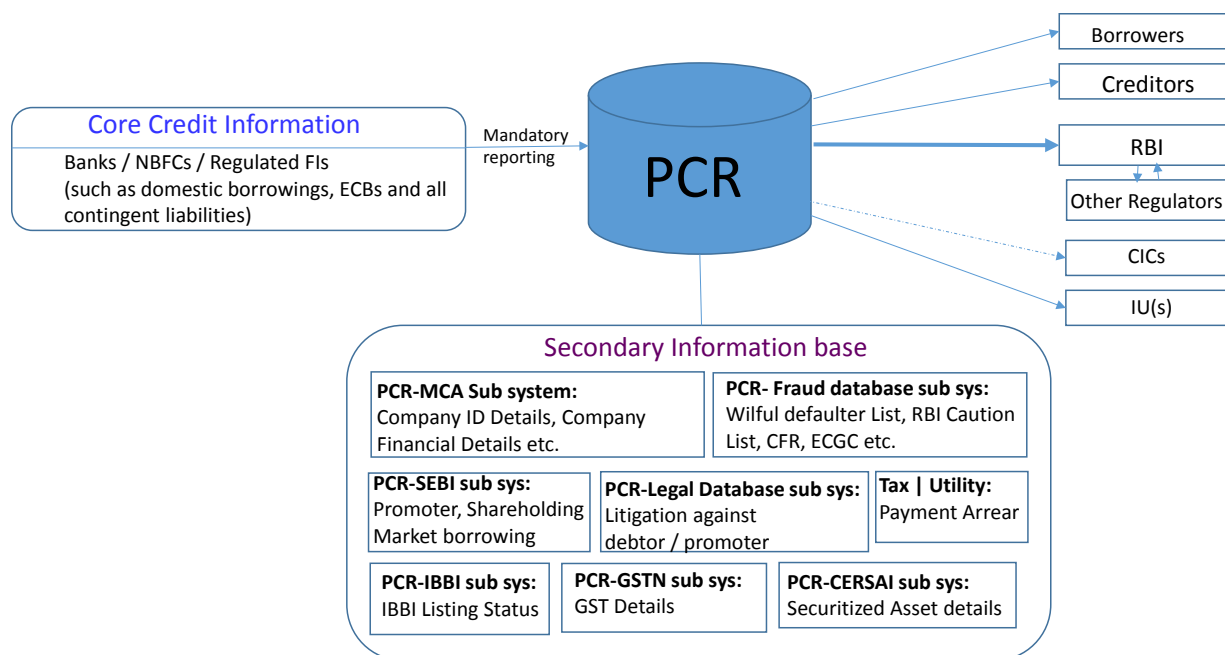 Core Credit Information
Banks / NBFCs / Regulated FIs
(such as domestic borrowings, ECBs and all
contingent liabilities)
Mandatory
reporting
PCR
Borrowers
Creditors
RBI
Other Regulators
CICs
IU(s)
Secondary Information base
PCR-MCA Sub system:
Company ID Details, Company
Financial Details etc.
PCR- Fraud database sub sys:
Wilful defaulter List, RBI Caution
List, CFR, ECGC etc.
PCR-SEBI sub sys:
Promoter, Shareholding
Market borrowing
PCR-Legal Database sub sys:
Litigation against
debtor / promoter
Tax | Utility:
Payment Arrear
PCR-IBBI sub sys:
IBBI Listing Status
PCR-GSTN sub sys:
GST Details
PCR-CERSAI sub sys:
Securitized Asset details